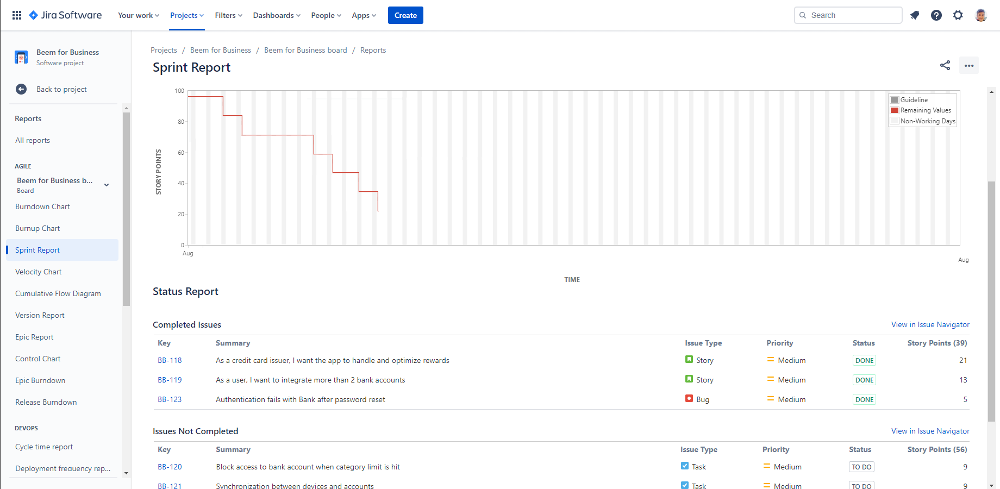 Jira Software Your work Projects Filters Dashboards People Apps Create Search
Beem for Business
Software project
Back to project
Reports
All reports
AGILE
Beem for Business b...
Board
Burndown Chart
Burnup Chart
Sprint Report
Velocity Chart
Cumulative Flow Diagram
Version Report
Epic Report
Control Chart
Epic Burndown
Release Burndown
DEVOPS
Cycle time report
Deployment frequency rep...
Projects / Beem for Business / Beem for Business board / Reports
Sprint Report
100
80
60
40
20
0
STORY POINTS
Guideline
Remaining Values
Non-Working Days
Aug
Aug
TIME
Status Report
Completed Issues View in Issue Navigator
Key Summary Issue Type Priority Status Story Points (39)
BB-118 As a credit card issuer, I want the app to handle and optimize rewards Story Medium DONE 21
BB-119 As a user, I want to integrate more than 2 bank accounts Story Medium DONE 13
BB-123 Authentication fails with Bank after password reset Bug Medium DONE 5
Issues Not Completed View in Issue Navigator
Key Summary Issue Type Priority Status Story Points (56)
BB-120 Block access to bank account when category limit is hit Task Medium TO DO 9
BB-121 Synchronization between devices and accounts Task Medium TO DO 9